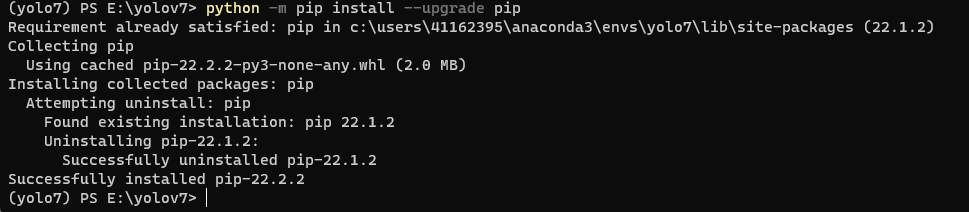 (yolo7) PS E:\yolov7> python -m pip install --upgrade pip
Requirement already satisfied: pip in c:\users\41162395\anaconda3\envs\yolo7\lib\site-packages (22.1.2)
Collecting pip
  Using cached pip-22.2.2-py3-none-any.whl (2.0 MB)
Installing collected packages: pip
  Attempting uninstall: pip
    Found existing installation: pip 22.1.2
    Uninstalling pip-22.1.2:
      Successfully uninstalled pip-22.1.2
Successfully installed pip-22.2.2
(yolo7) PS E:\yolov7>